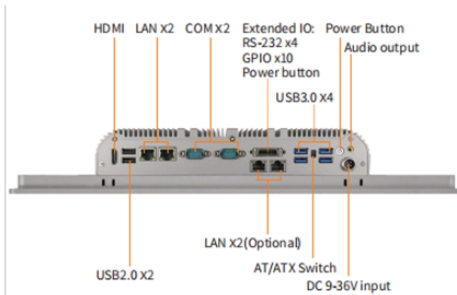 HDMI
LAN X2
COM X2
Extended IO:
RS-232 x4
GPIO x10
Power button
Power Button
Audio output
USB3.0 X4
LAN X2(Optional)
USB2.0 X2
AT/ATX Switch
DC 9-36V input